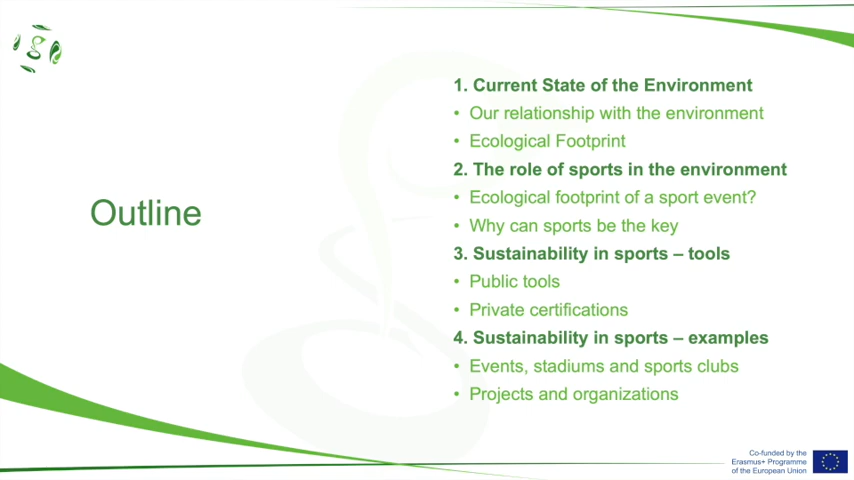 Outline
1. Current State of the Environment
• Our relationship with the environment
• Ecological Footprint
2. The role of sports in the environment
• Ecological footprint of a sport event?
• Why can sports be the key
3. Sustainability in sports – tools
• Public tools
• Private certifications
4. Sustainability in sports – examples
• Events, stadiums and sports clubs
• Projects and organizations
Co-funded by the
Erasmus+ Programme
of the European Union